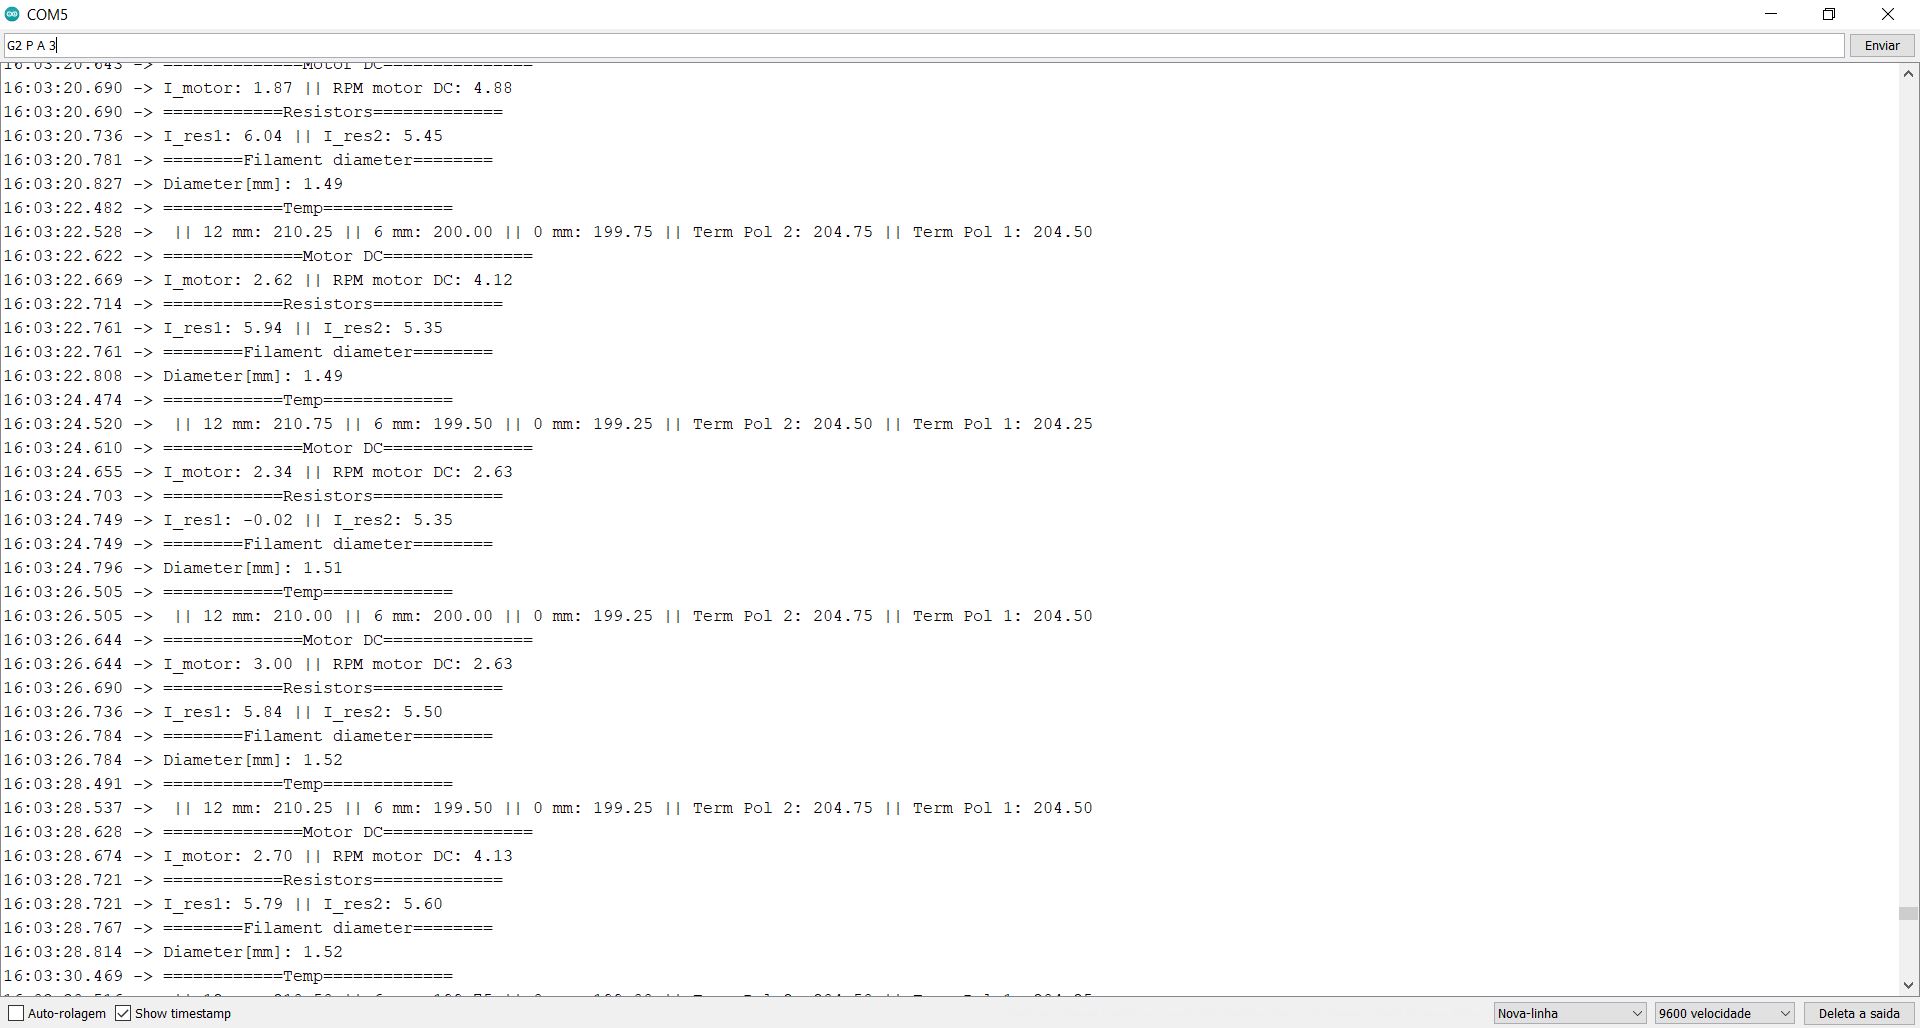 COM5
G2 P A 3
Enviar
16:03:20.643 -> ==============Motor DC===============
16:03:20.690 -> I_motor: 1.87 || RPM motor DC: 4.88
16:03:20.690 -> ============Resistors=============
16:03:20.736 -> I_res1: 6.04 || I_res2: 5.45
16:03:20.781 -> ========Filament diameter========
16:03:20.827 -> Diameter[mm]: 1.49
16:03:22.482 -> ============Temp=============
16:03:22.528 ->  || 12 mm: 210.25 || 6 mm: 200.00 || 0 mm: 199.75 || Term Pol 2: 204.75 || Term Pol 1: 204.50
16:03:22.622 -> ==============Motor DC===============
16:03:22.669 -> I_motor: 2.62 || RPM motor DC: 4.12
16:03:22.714 -> ============Resistors=============
16:03:22.761 -> I_res1: 5.94 || I_res2: 5.35
16:03:22.761 -> ========Filament diameter========
16:03:22.808 -> Diameter[mm]: 1.49
16:03:24.474 -> ============Temp=============
16:03:24.520 ->  || 12 mm: 210.75 || 6 mm: 199.50 || 0 mm: 199.25 || Term Pol 2: 204.50 || Term Pol 1: 204.25
16:03:24.610 -> ==============Motor DC===============
16:03:24.655 -> I_motor: 2.34 || RPM motor DC: 2.63
16:03:24.703 -> ============Resistors=============
16:03:24.749 -> I_res1: -0.02 || I_res2: 5.35
16:03:24.749 -> ========Filament diameter========
16:03:24.796 -> Diameter[mm]: 1.51
16:03:26.505 -> ============Temp=============
16:03:26.505 ->  || 12 mm: 210.00 || 6 mm: 200.00 || 0 mm: 199.25 || Term Pol 2: 204.75 || Term Pol 1: 204.50
16:03:26.644 -> ==============Motor DC===============
16:03:26.644 -> I_motor: 3.00 || RPM motor DC: 2.63
16:03:26.690 -> ============Resistors=============
16:03:26.736 -> I_res1: 5.84 || I_res2: 5.50
16:03:26.784 -> ========Filament diameter========
16:03:26.784 -> Diameter[mm]: 1.52
16:03:28.491 -> ============Temp=============
16:03:28.537 ->  || 12 mm: 210.25 || 6 mm: 199.50 || 0 mm: 199.25 || Term Pol 2: 204.75 || Term Pol 1: 204.50
16:03:28.628 -> ==============Motor DC===============
16:03:28.674 -> I_motor: 2.70 || RPM motor DC: 4.13
16:03:28.721 -> ============Resistors=============
16:03:28.721 -> I_res1: 5.79 || I_res2: 5.60
16:03:28.767 -> ========Filament diameter========
16:03:28.814 -> Diameter[mm]: 1.52
16:03:30.469 -> ============Temp=============
Auto-rolagem
Show timestamp
Nova-linha
9600 velocidade
Deleta a saida